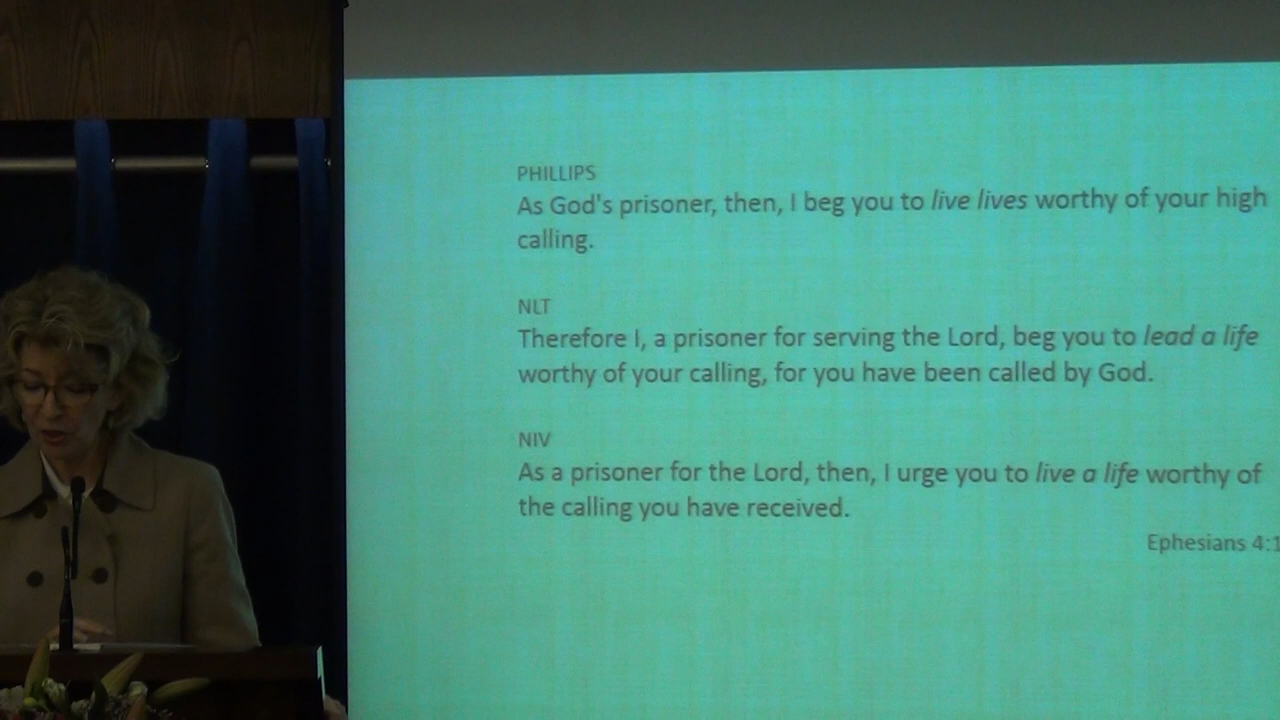 PHILLIPS
As God's prisoner, then, I beg you to live lives worthy of your high
calling.
NLT
Therefore I, a prisoner for serving the Lord, beg you to lead a life
worthy of your calling, for you have been called by God.
NIV
As a prisoner for the Lord, then, I urge you to live a life worthy of
the calling you have received.
Ephesians 4:1